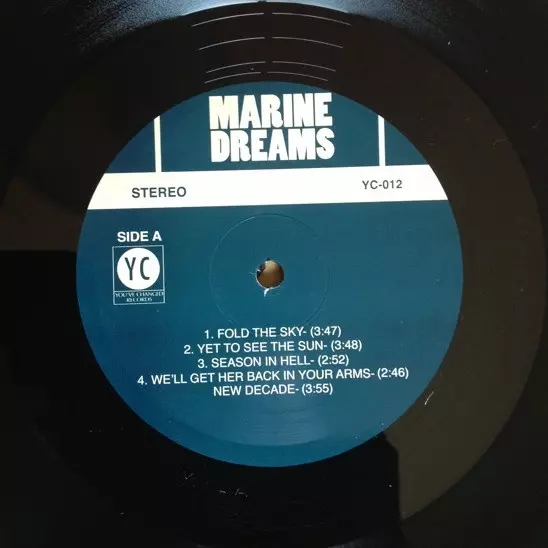 MARINE
DREAMS
STEREO YC-012
SIDE A
YC
YOU'VE CHANGED
RECORDS
1. FOLD THE SKY- (3:47)
2. YET TO SEE THE SUN- (3:48)
3. SEASON IN HELL- (2:52)
4. WE'LL GET HER BACK IN YOUR ARMS- (2:46)
NEW DECADE- (3:55)